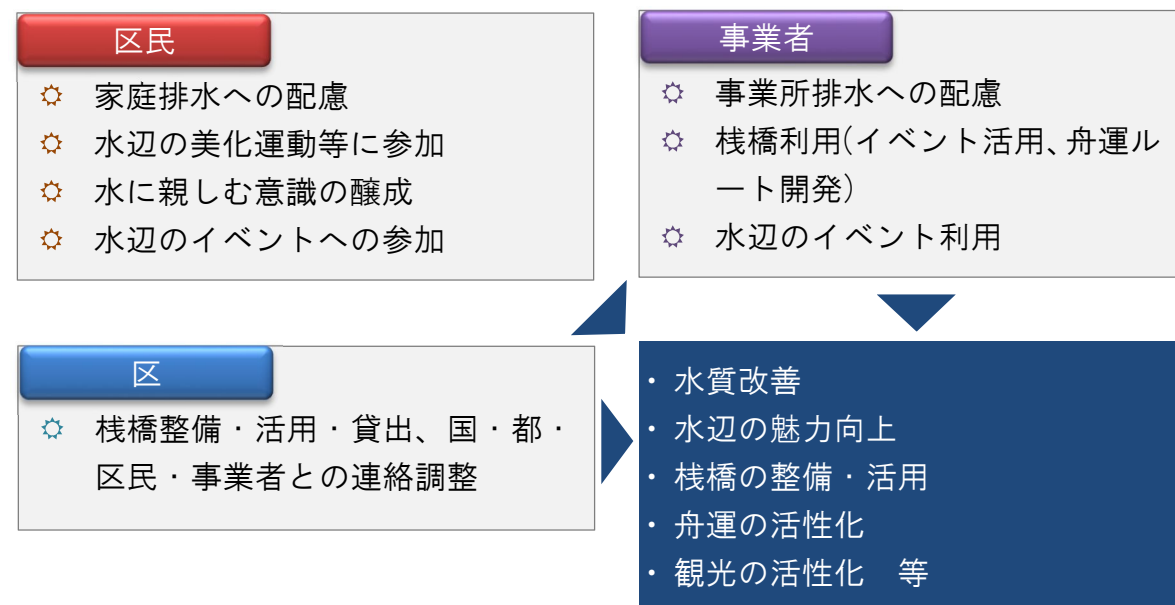 区民
家庭排水への配慮
水辺の美化運動等に参加
水に親しむ意識の醸成
水辺のイベントへの参加
事業者
事業所排水への配慮
桟橋利用(イベント活用、舟運ル
ート開発)
水辺のイベント利用
区
桟橋整備・活用・貸出、国・都・
区民・事業者との連絡調整
・水質改善
・水辺の魅力向上
・桟橋の整備・活用
・舟運の活性化
・観光の活性化　等